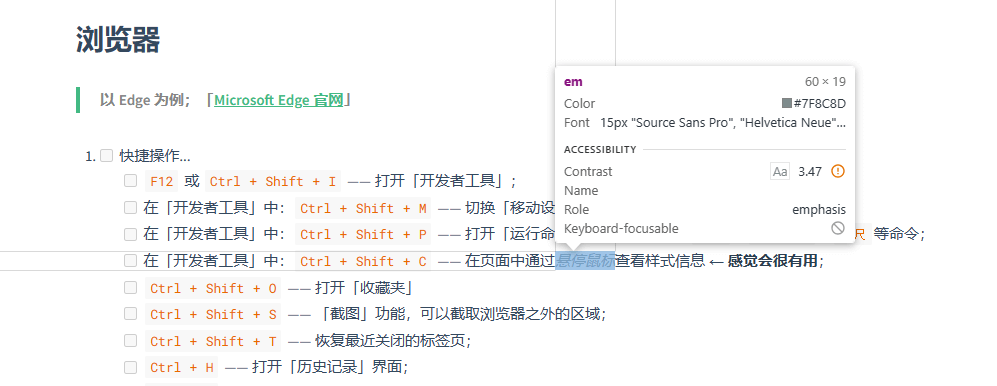 浏览器
以 Edge 为例；「Microsoft Edge 官网」
1. 快捷操作...
F12 或 Ctrl + Shift + I —— 打开「开发者工具」；
在「开发者工具」中： Ctrl + Shift + M —— 切换「移动设
在「开发者工具」中： Ctrl + Shift + P —— 打开「运行命 等命令；
在「开发者工具」中： Ctrl + Shift + C —— 在页面中通过悬停鼠标查看样式信息 ← 感觉会很有用；
Ctrl + Shift + O —— 打开「收藏夹」
Ctrl + Shift + S —— 「截图」功能，可以截取浏览器之外的区域；
Ctrl + Shift + T —— 恢复最近关闭的标签页；
Ctrl + H —— 打开「历史记录」界面；
em 60 × 19
Color #7F8C8D
Font 15px "Source Sans Pro", "Helvetica Neue"...
ACCESSIBILITY
Contrast Aa 3.47
Name
Role emphasis
Keyboard-focusable